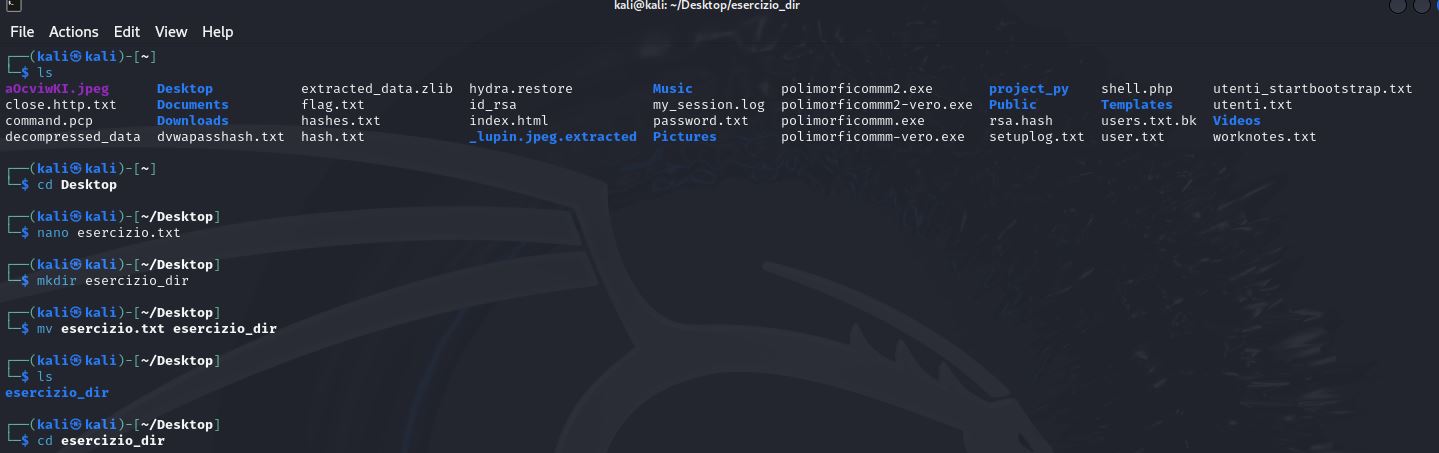 kali@kali: ~/Desktop/esercizio_dir
File Actions Edit View Help
┌──(kali㉿kali)-[~]
└─$ ls
aOcviwKI.jpeg Desktop extracted_data.zlib hydra.restore Music polimorficommm2.exe project_py shell.php utenti_startbootstrap.txt
close.http.txt Documents flag.txt id_rsa my_session.log polimorficommm2-vero.exe Public Templates utenti.txt
command.pcp Downloads hashes.txt index.html password.txt polimorficommm.exe rsa.hash users.txt.bk Videos
decompressed_data dvwapasshash.txt hash.txt _lupin.jpeg.extracted Pictures polimorficommm-vero.exe setuplog.txt user.txt worknotes.txt
┌──(kali㉿kali)-[~]
└─$ cd Desktop
┌──(kali㉿kali)-[~/Desktop]
└─$ nano esercizio.txt
┌──(kali㉿kali)-[~/Desktop]
└─$ mkdir esercizio_dir
┌──(kali㉿kali)-[~/Desktop]
└─$ mv esercizio.txt esercizio_dir
┌──(kali㉿kali)-[~/Desktop]
└─$ ls
esercizio_dir
┌──(kali㉿kali)-[~/Desktop]
└─$ cd esercizio_dir